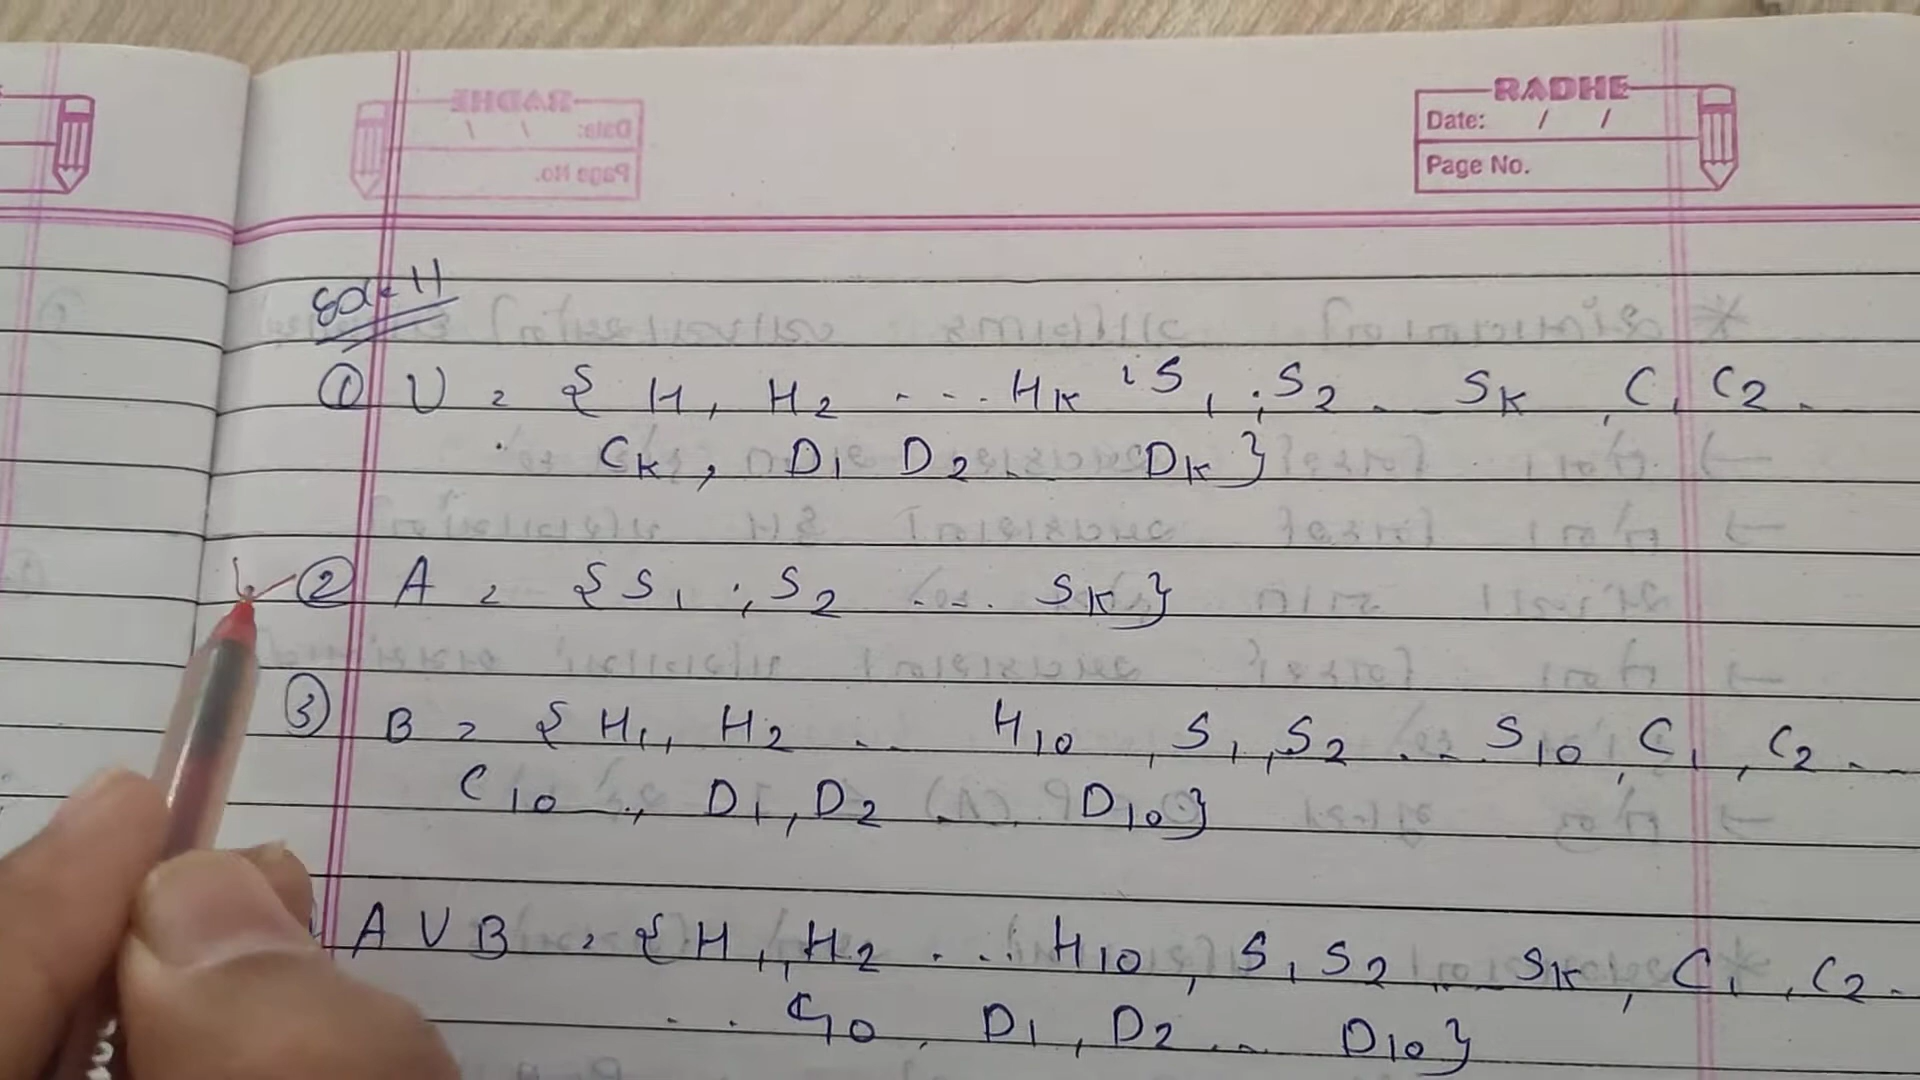 RADHE
Date: / /
Page No.
① U = { H, H2 ... HK, S1, S2 .. SK, C1 C2 ..
CK, D1 D2 .. DK }
② A = { S1, S2 ... SK }
③ B = { H1, H2 .. H10, S1, S2 ... S10, C1, C2 ...
C10, D1, D2 .. D10 }
A U B = { H1, H2 ... H10, S1 S2 .. SK, C1, C2 ..
.. C10, D1, D2 ... D10 }